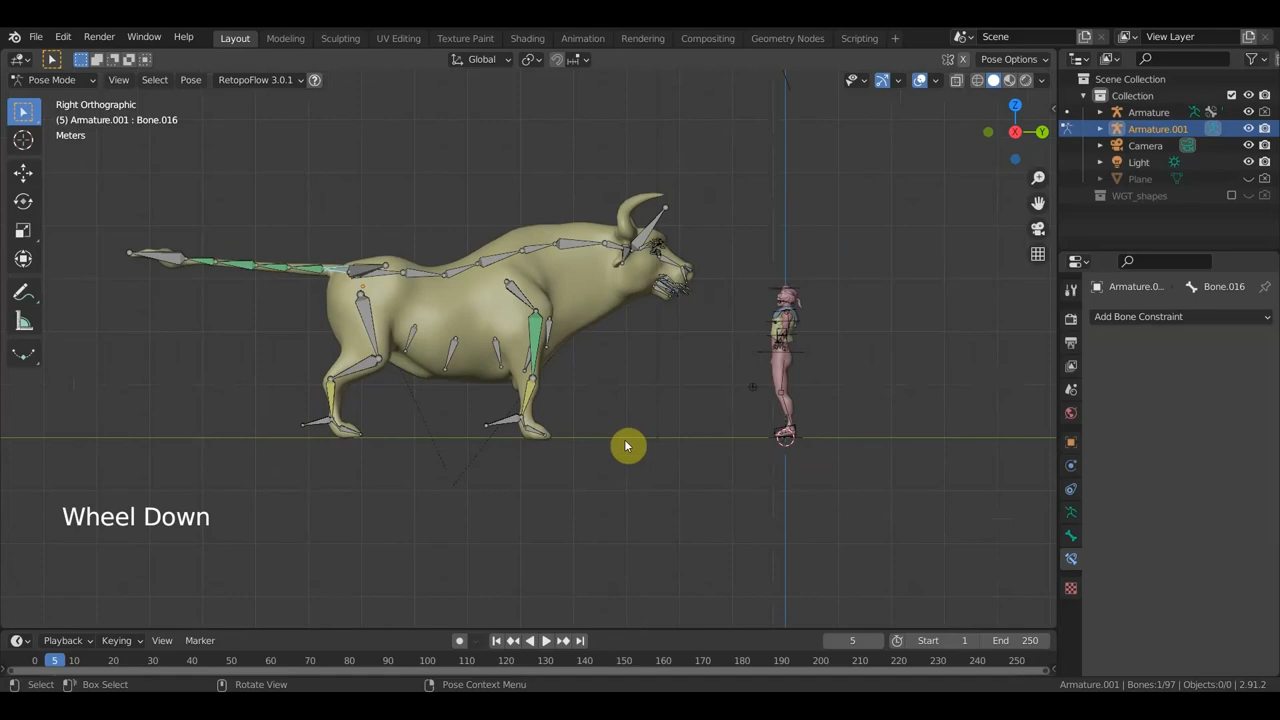 File Edit Render Window Help Layout Modeling Sculpting UV Editing Texture Paint Shading Animation Rendering Compositing Geometry Nodes Scripting + Scene View Layer
Global Pose Options
Pose Mode View Select Pose RetopoFlow 3.0.1
Right Orthographic
(5) Armature.001 : Bone.016
Meters
Z
X
Y
Scene Collection
Collection
Armature
Armature.001
Camera
Light
Plane
WGT_shapes
Armature.0... Bone.016
Add Bone Constraint
Wheel Down
Playback Keying View Marker 5 Start 1 End 250
0 5 10 20 30 40 50 60 70 80 90 100 110 120 130 140 150 160 170 180 190 200 210 220 230 240 250
Select Box Select Rotate View Pose Context Menu Armature.001 | Bones:1/97 | Objects:0/0 | 2.91.2